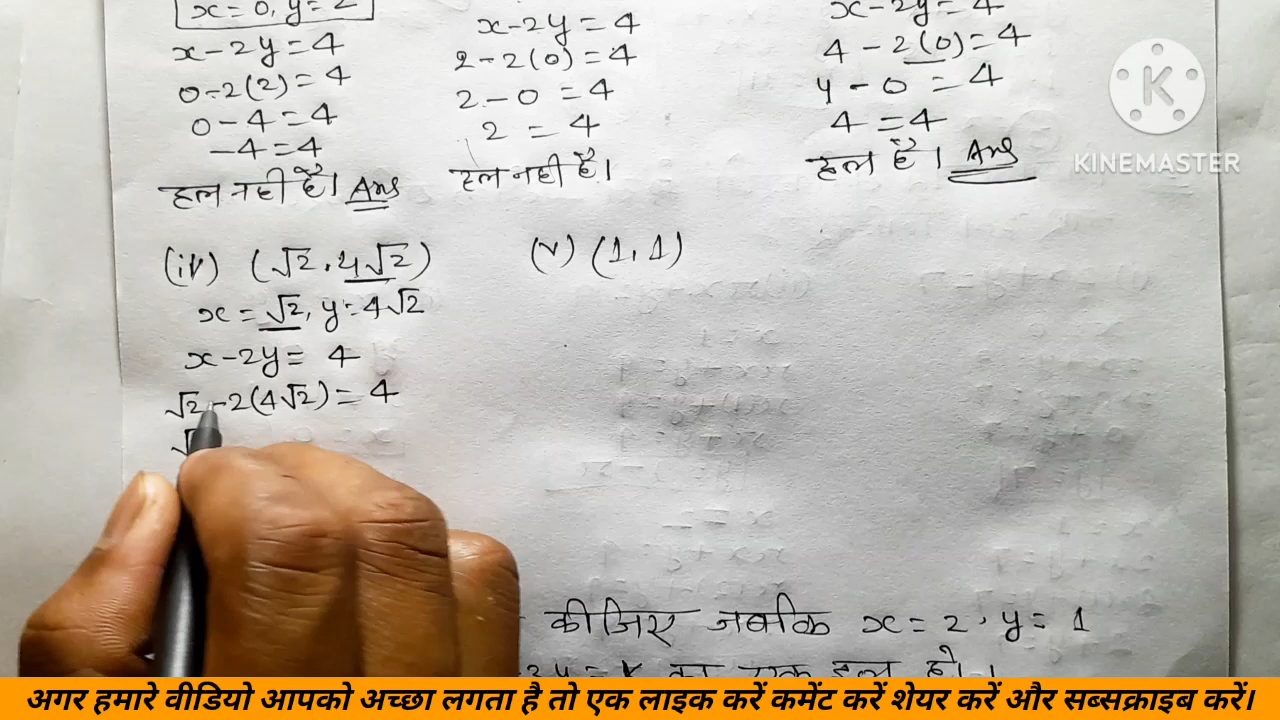 x=0, y=2
x-2y=4
0-2(2)=4
0-4=4
-4=4
हल नही है। Ans
x-2y=4
2-2(0)=4
2-0=4
2=4
हल नही है।
x-2y=4
4-2(0)=4
4-0=4
4=4
हल है। Ans
KINEMASTER
(iv) (√2, 4√2)
x=√2, y=4√2
x-2y=4
√2-2(4√2)=4
(v) (1, 1)
कीजिए जबकि x=2, y=1
का एक हल हो।
अगर हमारे वीडियो आपको अच्छा लगता है तो एक लाइक करें कमेंट करें शेयर करें और सब्सक्राइब करें।